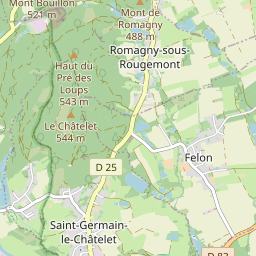 Mont Bouillon
521 m
Mont de
Romagny
488 m
Romagny-sous-
Rougemont
Haut du
Pré des
Loups
543 m
Le Châtelet
544 m
D 25
Felon
Saint-Germain-
le-Châtelet
D 83